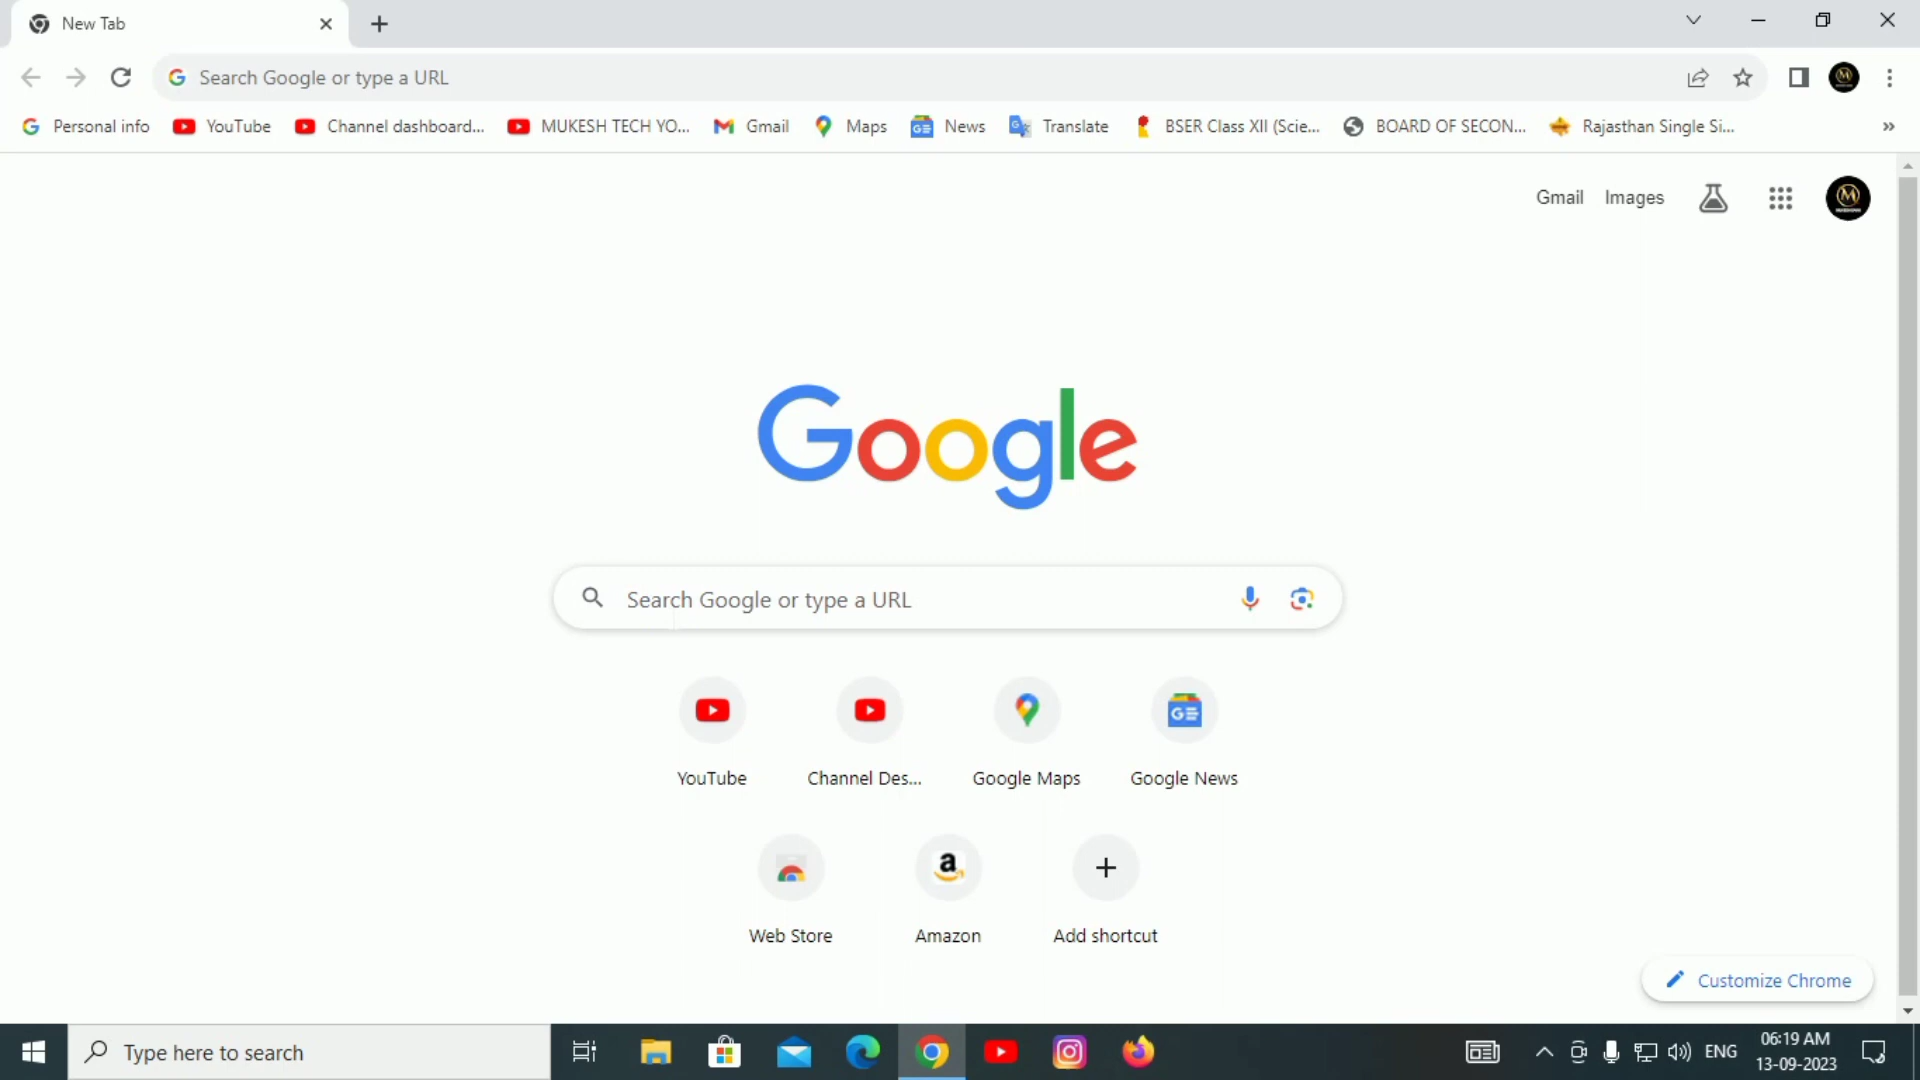 New Tab
Search Google or type a URL
Personal info YouTube Channel dashboard... MUKESH TECH YO... Gmail Maps News Translate BSER Class XII (Scie... BOARD OF SECON... Rajasthan Single Si... »
Gmail Images
Google
Search Google or type a URL
YouTube Channel Des... Google Maps Google News
Web Store Amazon Add shortcut
Customize Chrome
Type here to search
ENG
06:19 AM
13-09-2023